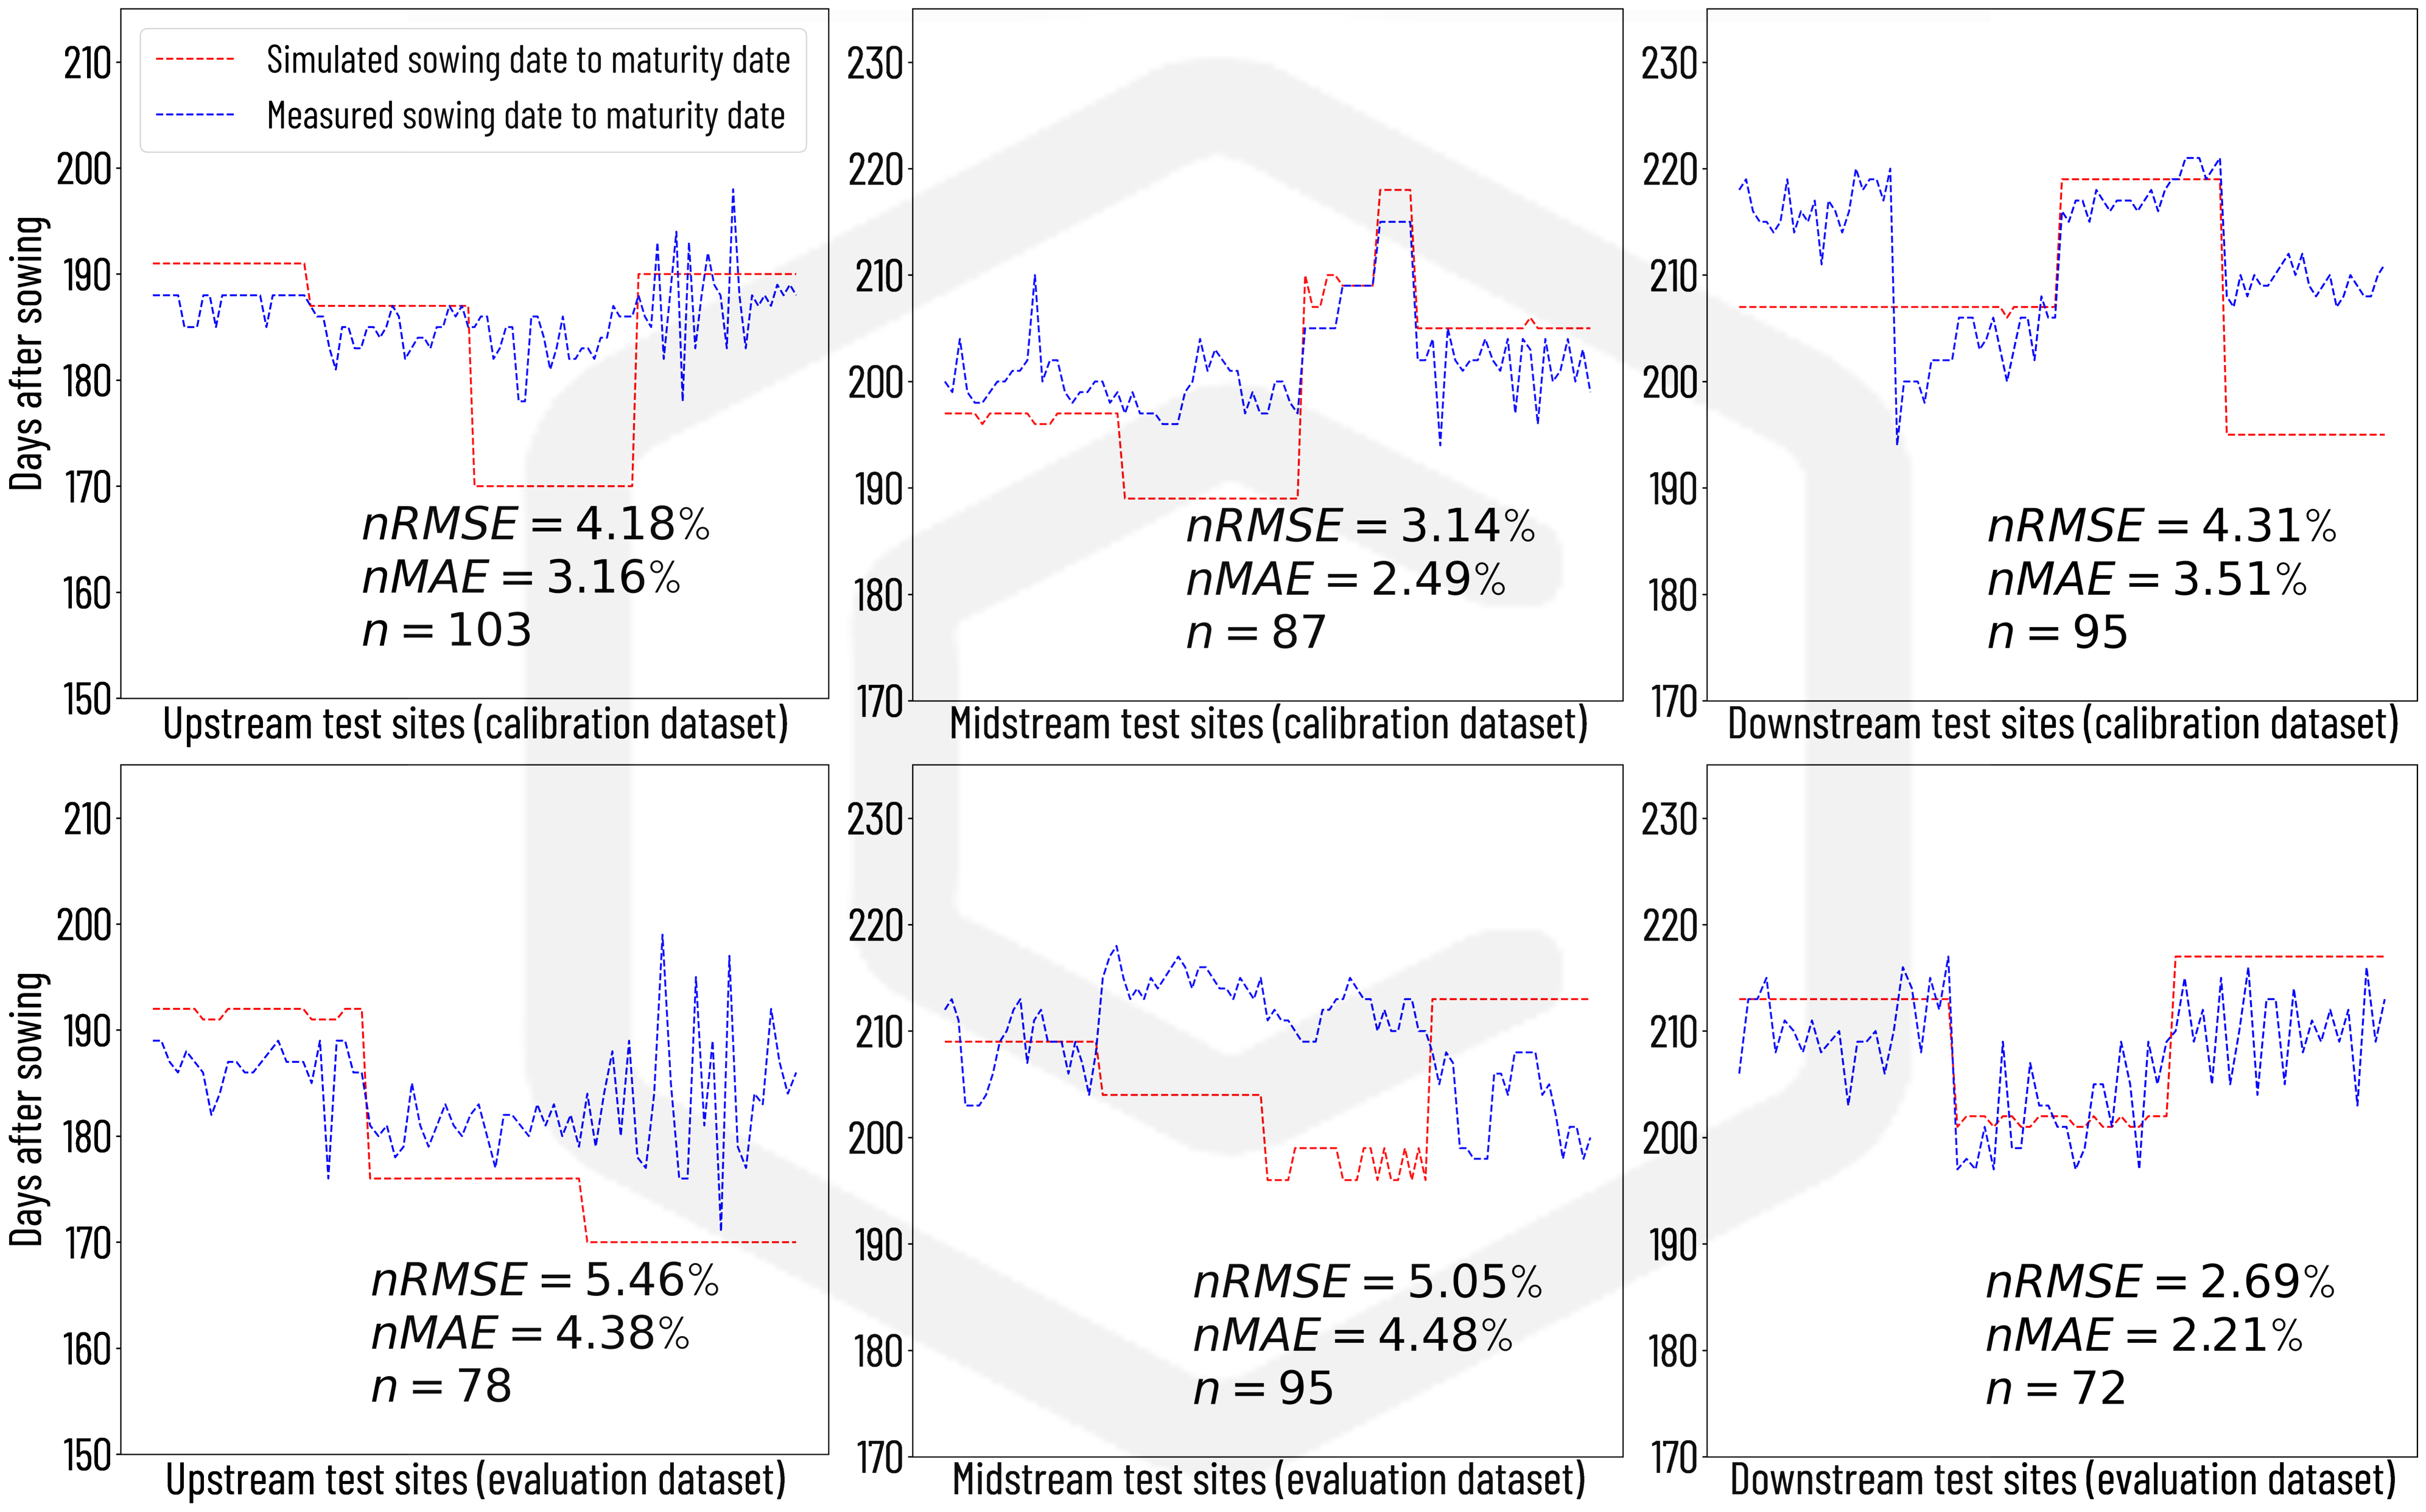 Simulated sowing date to maturity date
Measured sowing date to maturity date
Days after sowing
210
200
190
180
170
160
150
nRMSE = 4.18%
nMAE = 3.16%
n = 103
Upstream test sites (calibration dataset)
230
220
210
200
190
180
170
nRMSE = 3.14%
nMAE = 2.49%
n = 87
Midstream test sites (calibration dataset)
230
220
210
200
190
180
170
nRMSE = 4.31%
nMAE = 3.51%
n = 95
Downstream test sites (calibration dataset)
Days after sowing
210
200
190
180
170
160
150
nRMSE = 5.46%
nMAE = 4.38%
n = 78
Upstream test sites (evaluation dataset)
230
220
210
200
190
180
170
nRMSE = 5.05%
nMAE = 4.48%
n = 95
Midstream test sites (evaluation dataset)
230
220
210
200
190
180
170
nRMSE = 2.69%
nMAE = 2.21%
n = 72
Downstream test sites (evaluation dataset)